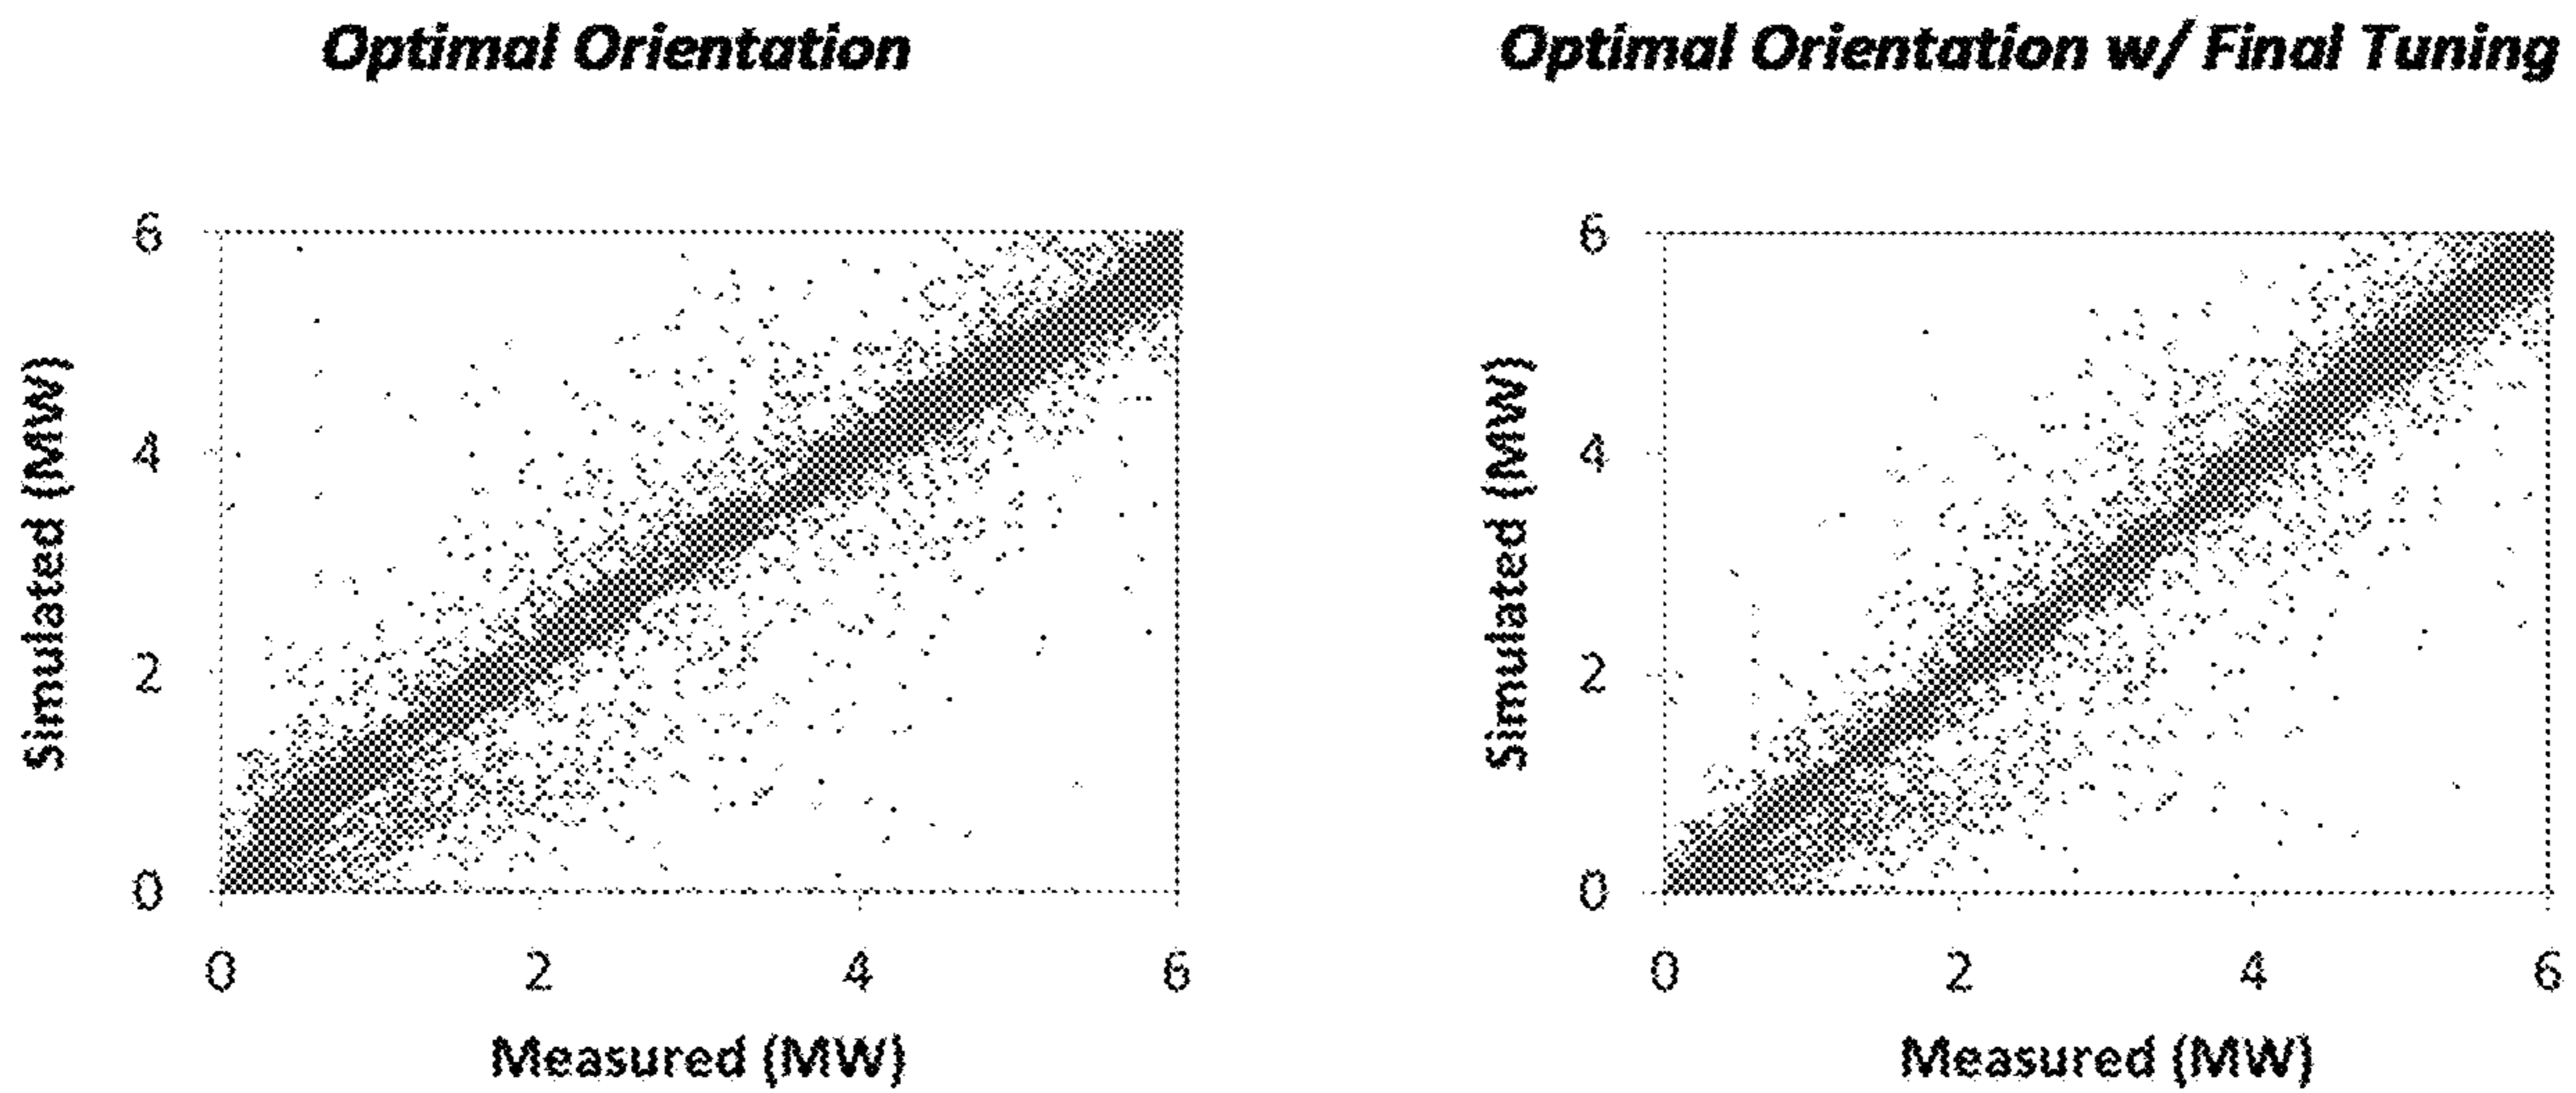 Optimal Orientation
Simulated (MW)
6
4
2
0
0 2 4 6
Measured (MW)
Optimal Orientation w/ Final Tuning
Simulated (MW)
6
4
2
0
0 2 4 6
Measured (MW)